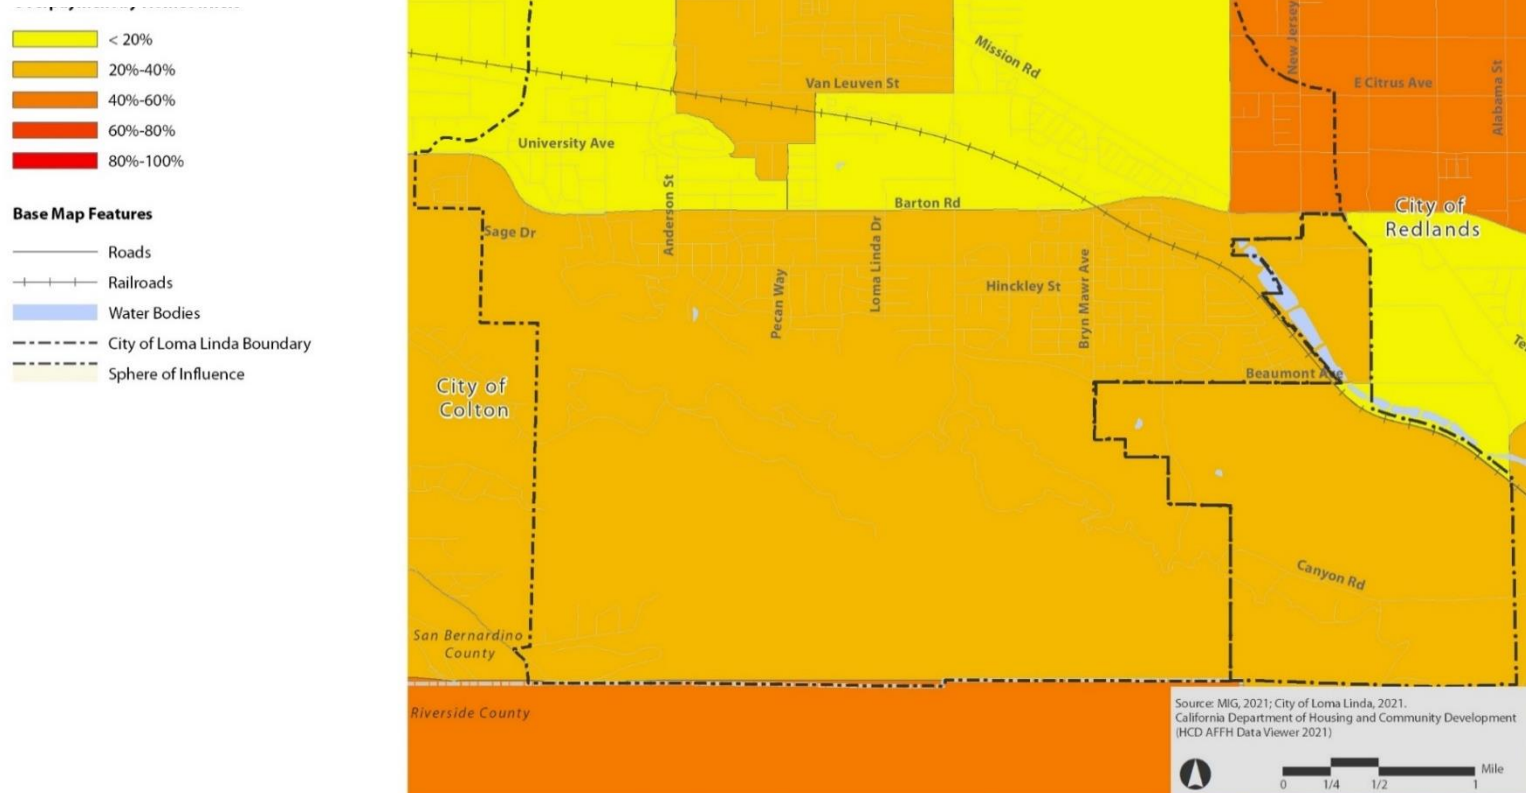 < 20%
20%-40%
40%-60%
60%-80%
80%-100%
Base Map Features
Roads
Railroads
Water Bodies
City of Loma Linda Boundary
Sphere of Influence
Mission Rd
New Jersey
Van Leuven St
E Citrus Ave
Alabama St
University Ave
Anderson St
Barton Rd
City of
Redlands
Sage Dr
Loma Linda Dr
Pecan Way
Hinckley St
Bryn Mawr Ave
Beaumont Ave
City of
Colton
Canyon Rd
San Bernardino
County
Riverside County
Source: MIG, 2021; City of Loma Linda, 2021.
California Department of Housing and Community Development
(HCD AFFH Data Viewer 2021)
Mile
0 1/4 1/2 1